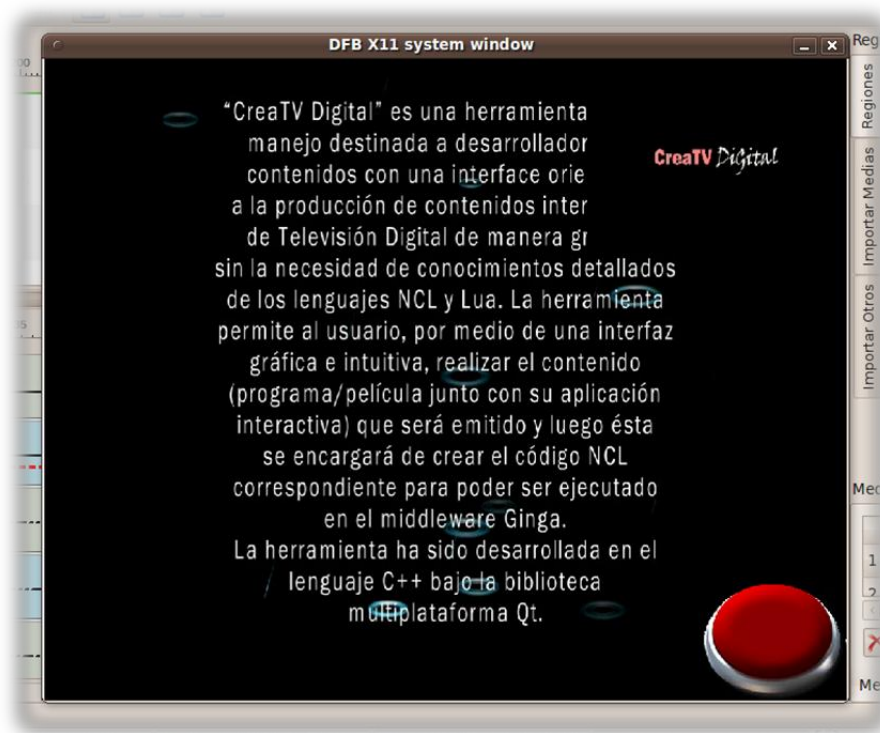 DFB X11 system window
“CreaTV Digital” es una herramienta
manejo destinada a desarrollador
contenidos con una interface orie
a la producción de contenidos inter
de Televisión Digital de manera gr
sin la necesidad de conocimientos detallados
de los lenguajes NCL y Lua. La herramienta
permite al usuario, por medio de una interfaz
gráfica e intuitiva, realizar el contenido
(programa/película junto con su aplicación
interactiva) que será emitido y luego ésta
se encargará de crear el código NCL
correspondiente para poder ser ejecutado
en el middleware Ginga.
La herramienta ha sido desarrollada en el
lenguaje C++ bajo la biblioteca
multiplataforma Qt.
CreaTV DiGital
Reg
Regiones
Importar Medias
Importar Otros
Med
1
2
Me